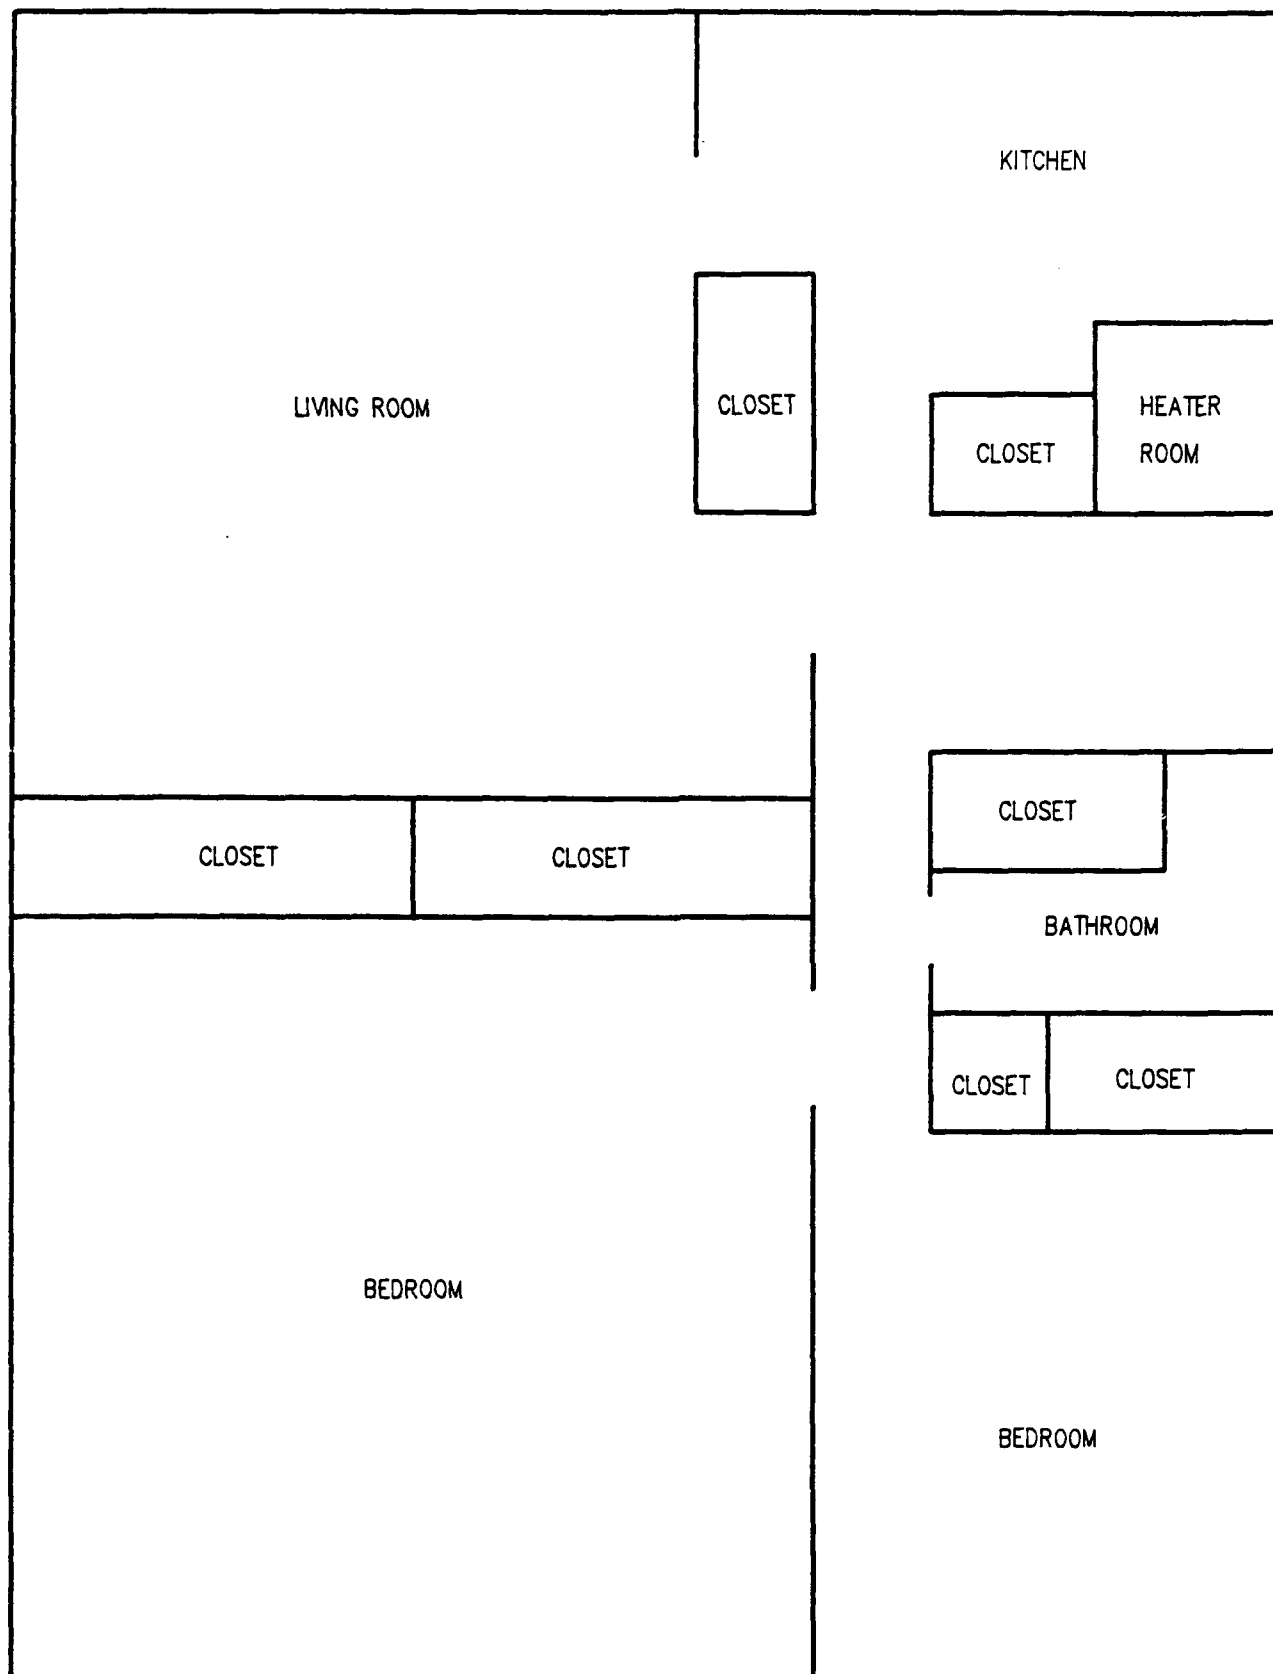 KITCHEN
LIVING ROOM
CLOSET
CLOSET
HEATER
ROOM
CLOSET
CLOSET
CLOSET
BATHROOM
CLOSET
CLOSET
BEDROOM
BEDROOM